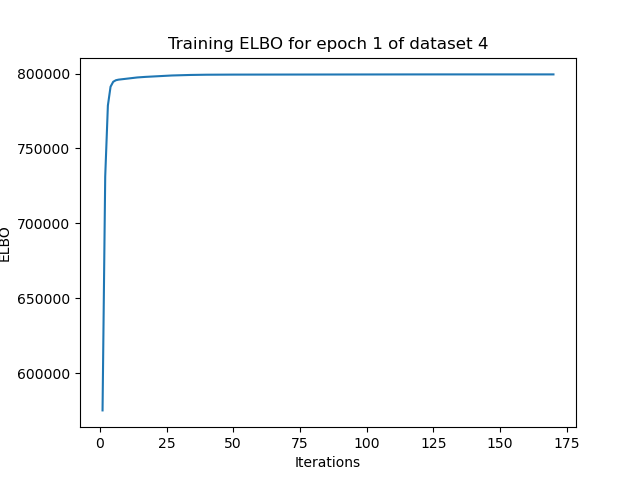 Training ELBO for epoch 1 of dataset 4
800000
750000
700000
650000
600000
ELBO
0 25 50 75 100 125 150 175
Iterations